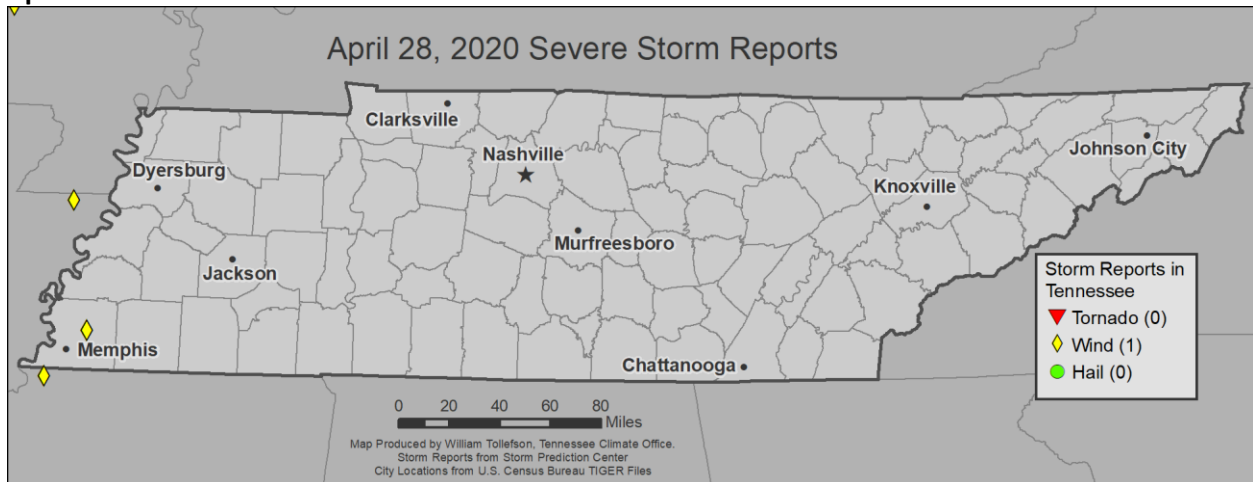 April 28, 2020 Severe Storm Reports
Clarksville
Nashville
Dyersburg
Johnson City
Knoxville
Murfreesboro
Jackson
Memphis
Chattanooga
Storm Reports in
Tennessee
Tornado (0)
Wind (1)
Hail (0)
0 20 40 60 80
Miles
Map Produced by William Tollefson, Tennessee Climate Office.
Storm Reports from Storm Prediction Center
City Locations from U.S. Census Bureau TIGER Files